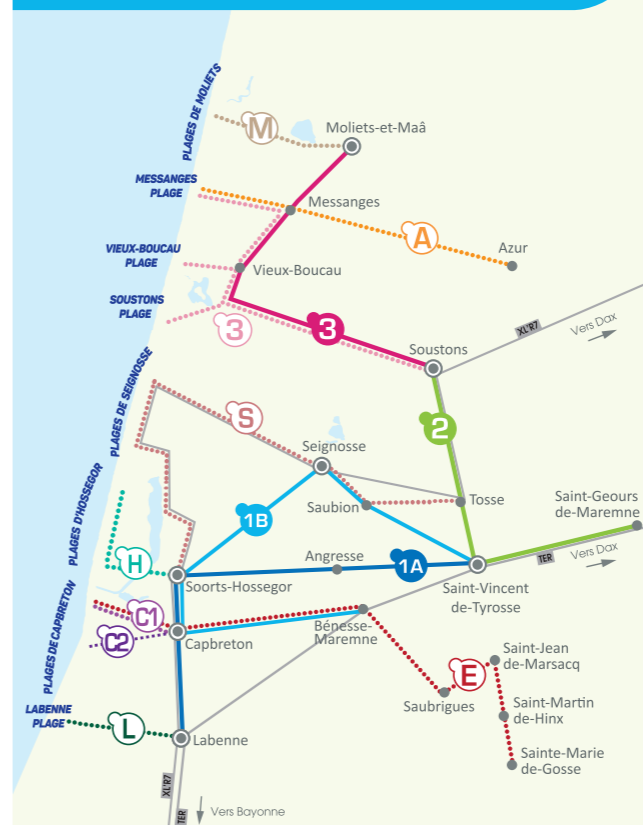 PLAGES DE MOLIETS
M
Moliets-et-Maâ
MESSANGES
PLAGE
Messanges
A
Azur
VIEUX-BOUCAU
PLAGE
Vieux-Boucau
SOUSTONS
PLAGE
3
3
XL'R7
Vers Dax
Soustons
PLAGES DE SEIGNOSSE
S
2
Seignosse
Saubion
Tosse
Saint-Geours
de-Maremne
PLAGES D'HOSSEGOR
1B
H
Angresse
1A
TER
Vers Dax
Soorts-Hossegor
Saint-Vincent
de-Tyrosse
PLAGES DE CAPBRETON
C1
C2
Capbreton
Bénesse-
Maremne
E
Saint-Jean
de-Marsacq
Saubrigues
Saint-Martin
de-Hinx
LABENNE
PLAGE
L
Labenne
Sainte-Marie
de-Gosse
XL'R7
TER
Vers Bayonne